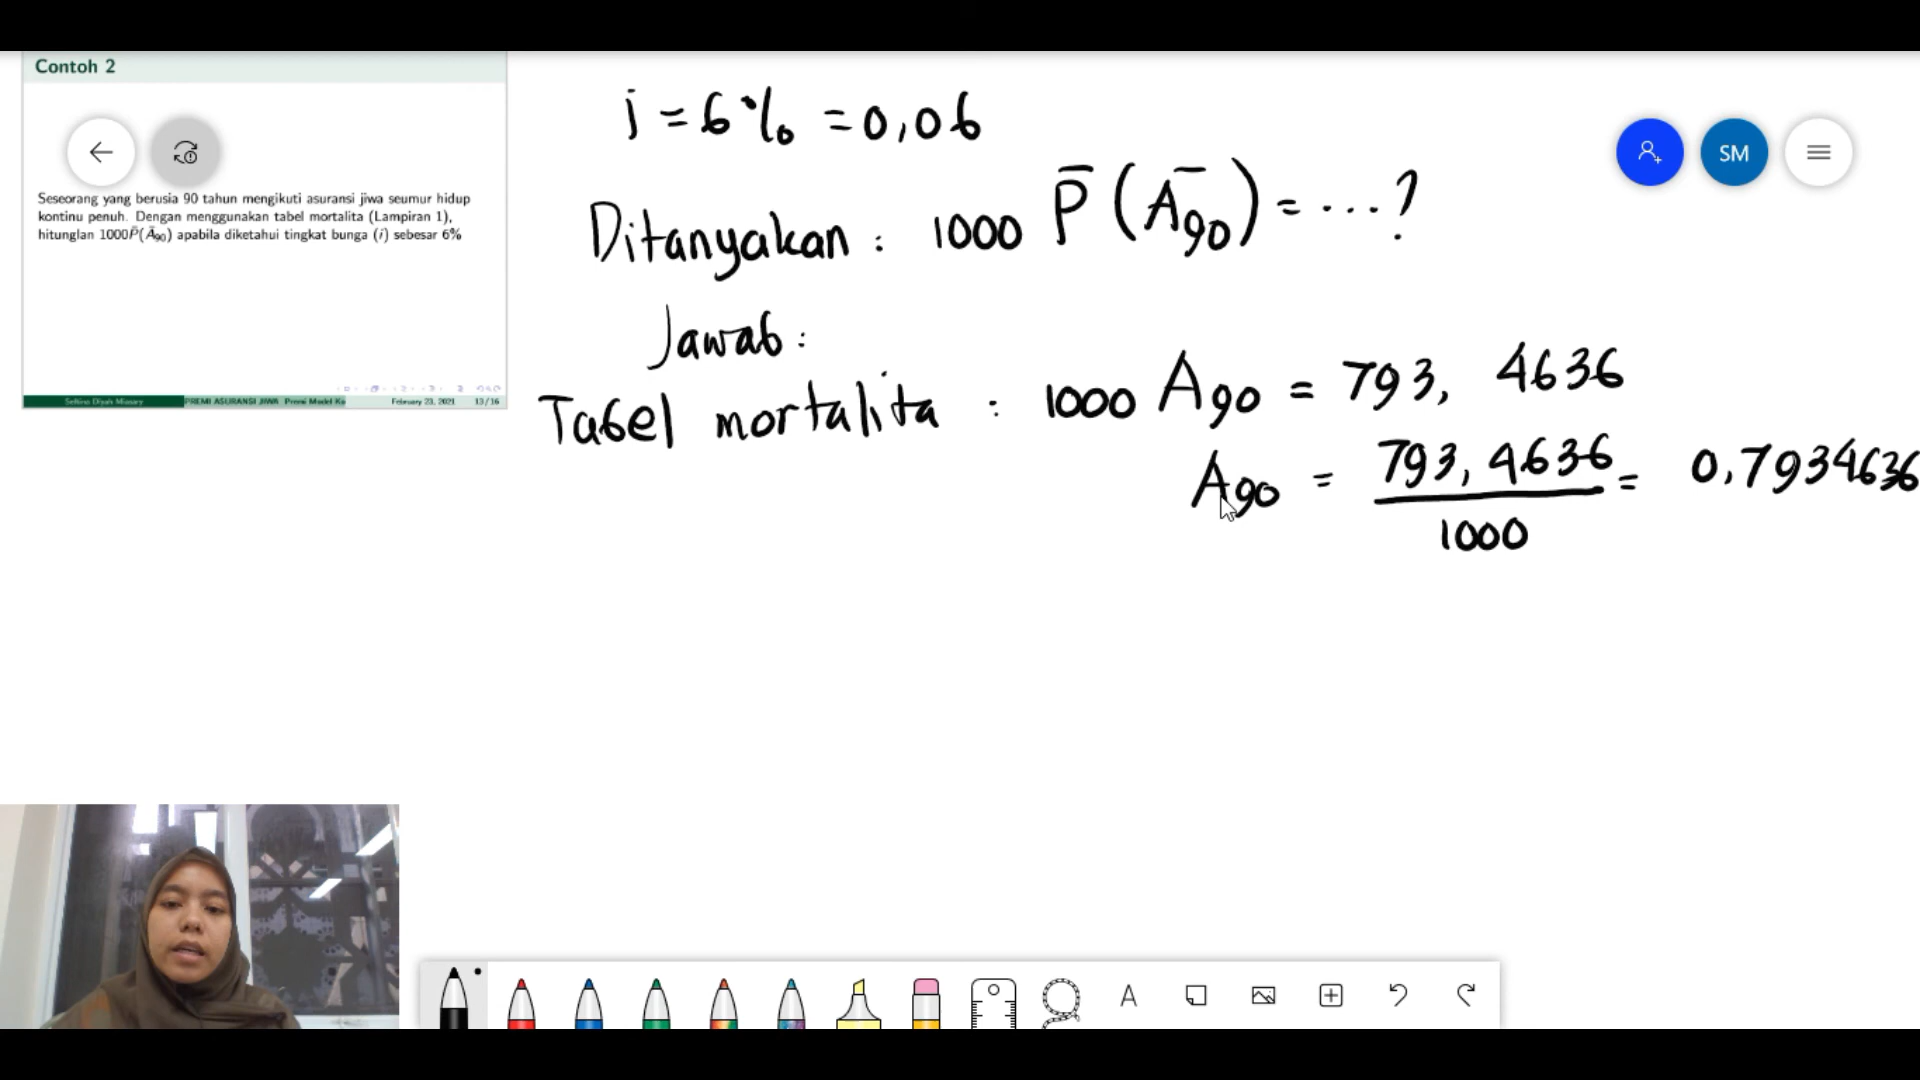 Contoh 2
Seseorang yang berusia 90 tahun mengikuti asuransi jiwa seumur hidup
kontinu penuh. Dengan menggunakan tabel mortalita (Lampiran 1),
hitunglan 1000P̄(Ā₉₀) apabila diketahui tingkat bunga (i) sebesar 6%
PREMI ASURANSI JIWA Premi Model Ko
February 23, 2021 13/16
i = 6% = 0,06
Ditanyakan : 1000 P̄ (Ā₉₀) = ...?
Jawab :
Tabel mortalita : 1000 A₉₀ = 793, 4636
A₉₀ = 793, 4636 / 1000 = 0,7934636
SM
A